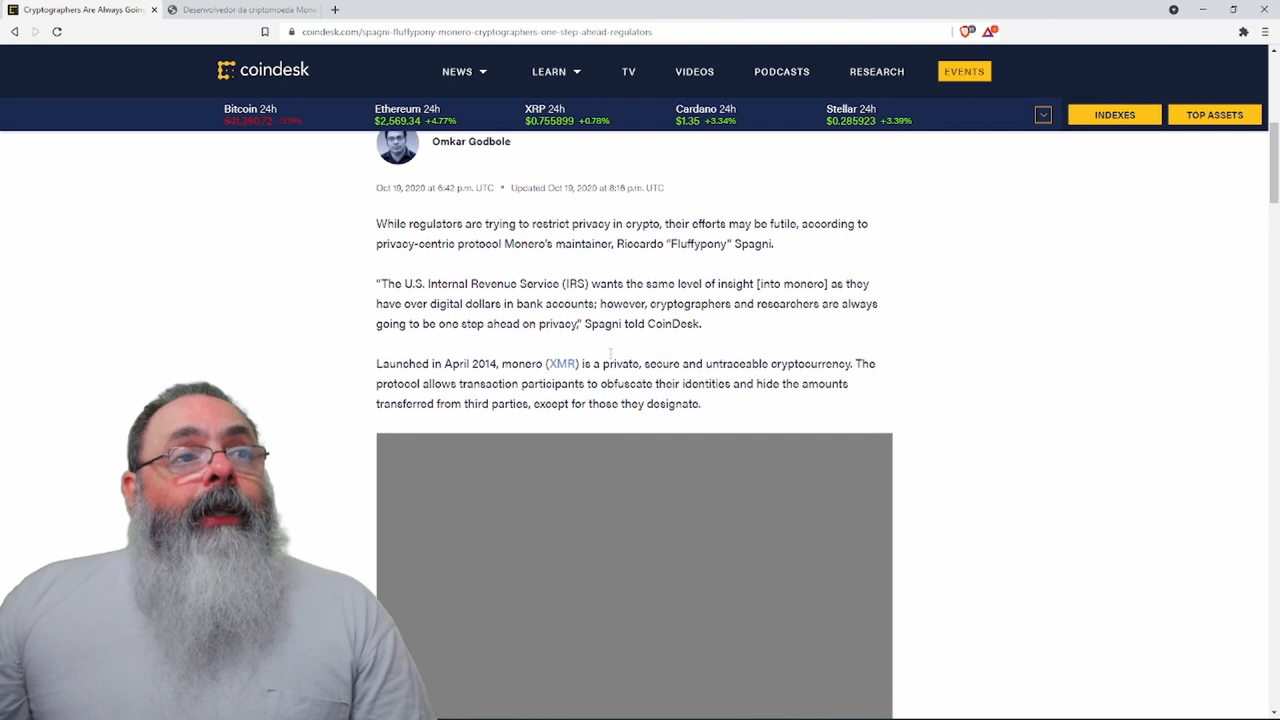 Cryptographers Are Always Goin
Desenvolvedor da criptomoeda Mone
coindesk.com/spagni-fluffypony-monero-cryptographers-one-step-ahead-regulators
coindesk
NEWS
LEARN
TV
VIDEOS
PODCASTS
RESEARCH
EVENTS
Bitcoin 24h
Ethereum 24h
XRP 24h
Cardano 24h
Stellar 24h
$2,569.34 +4.77%
$0.755899 +0.78%
$1.35 +3.34%
$0.285923 +3.39%
INDEXES
TOP ASSETS
Omkar Godbole
Oct 19, 2020 at 6:42 p.m. UTC • Updated Oct 19, 2020 at 8:16 p.m. UTC
While regulators are trying to restrict privacy in crypto, their efforts may be futile, according to
privacy-centric protocol Monero's maintainer, Riccardo “Fluffypony” Spagni.
“The U.S. Internal Revenue Service (IRS) wants the same level of insight [into monero] as they
have over digital dollars in bank accounts; however, cryptographers and researchers are always
going to be one step ahead on privacy,” Spagni told CoinDesk.
Launched in April 2014, monero (XMR) is a private, secure and untraceable cryptocurrency. The
protocol allows transaction participants to obfuscate their identities and hide the amounts
transferred from third parties, except for those they designate.